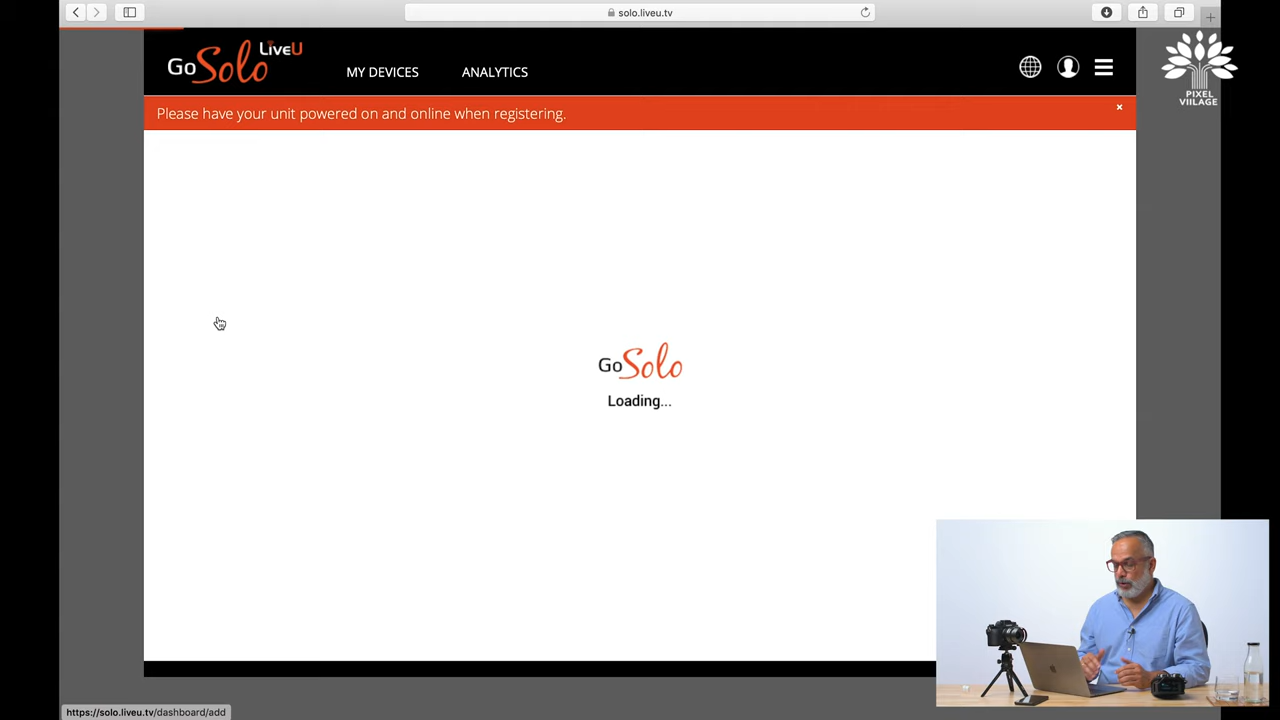 solo.liveu.tv
Go Solo LiveU
MY DEVICES
ANALYTICS
PIXEL
VIILAGE
Please have your unit powered on and online when registering.
×
Go Solo
Loading...
https://solo.liveu.tv/dashboard/add